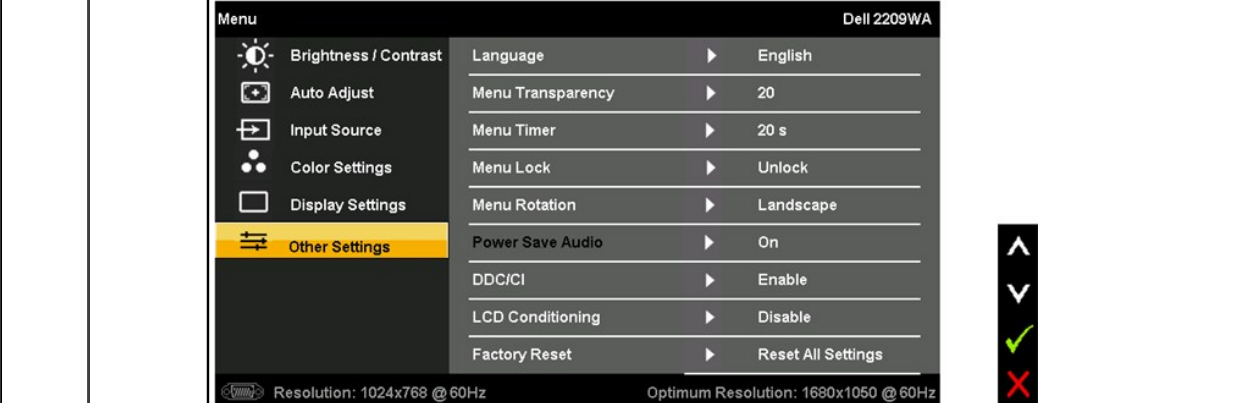 Menu Dell 2209WA
Brightness / Contrast Language English
Auto Adjust Menu Transparency 20
Input Source Menu Timer 20 s
Color Settings Menu Lock Unlock
Display Settings Menu Rotation Landscape
Other Settings Power Save Audio On
DDC/CI Enable
LCD Conditioning Disable
Factory Reset Reset All Settings
Resolution: 1024x768 @ 60Hz Optimum Resolution: 1680x1050 @ 60Hz